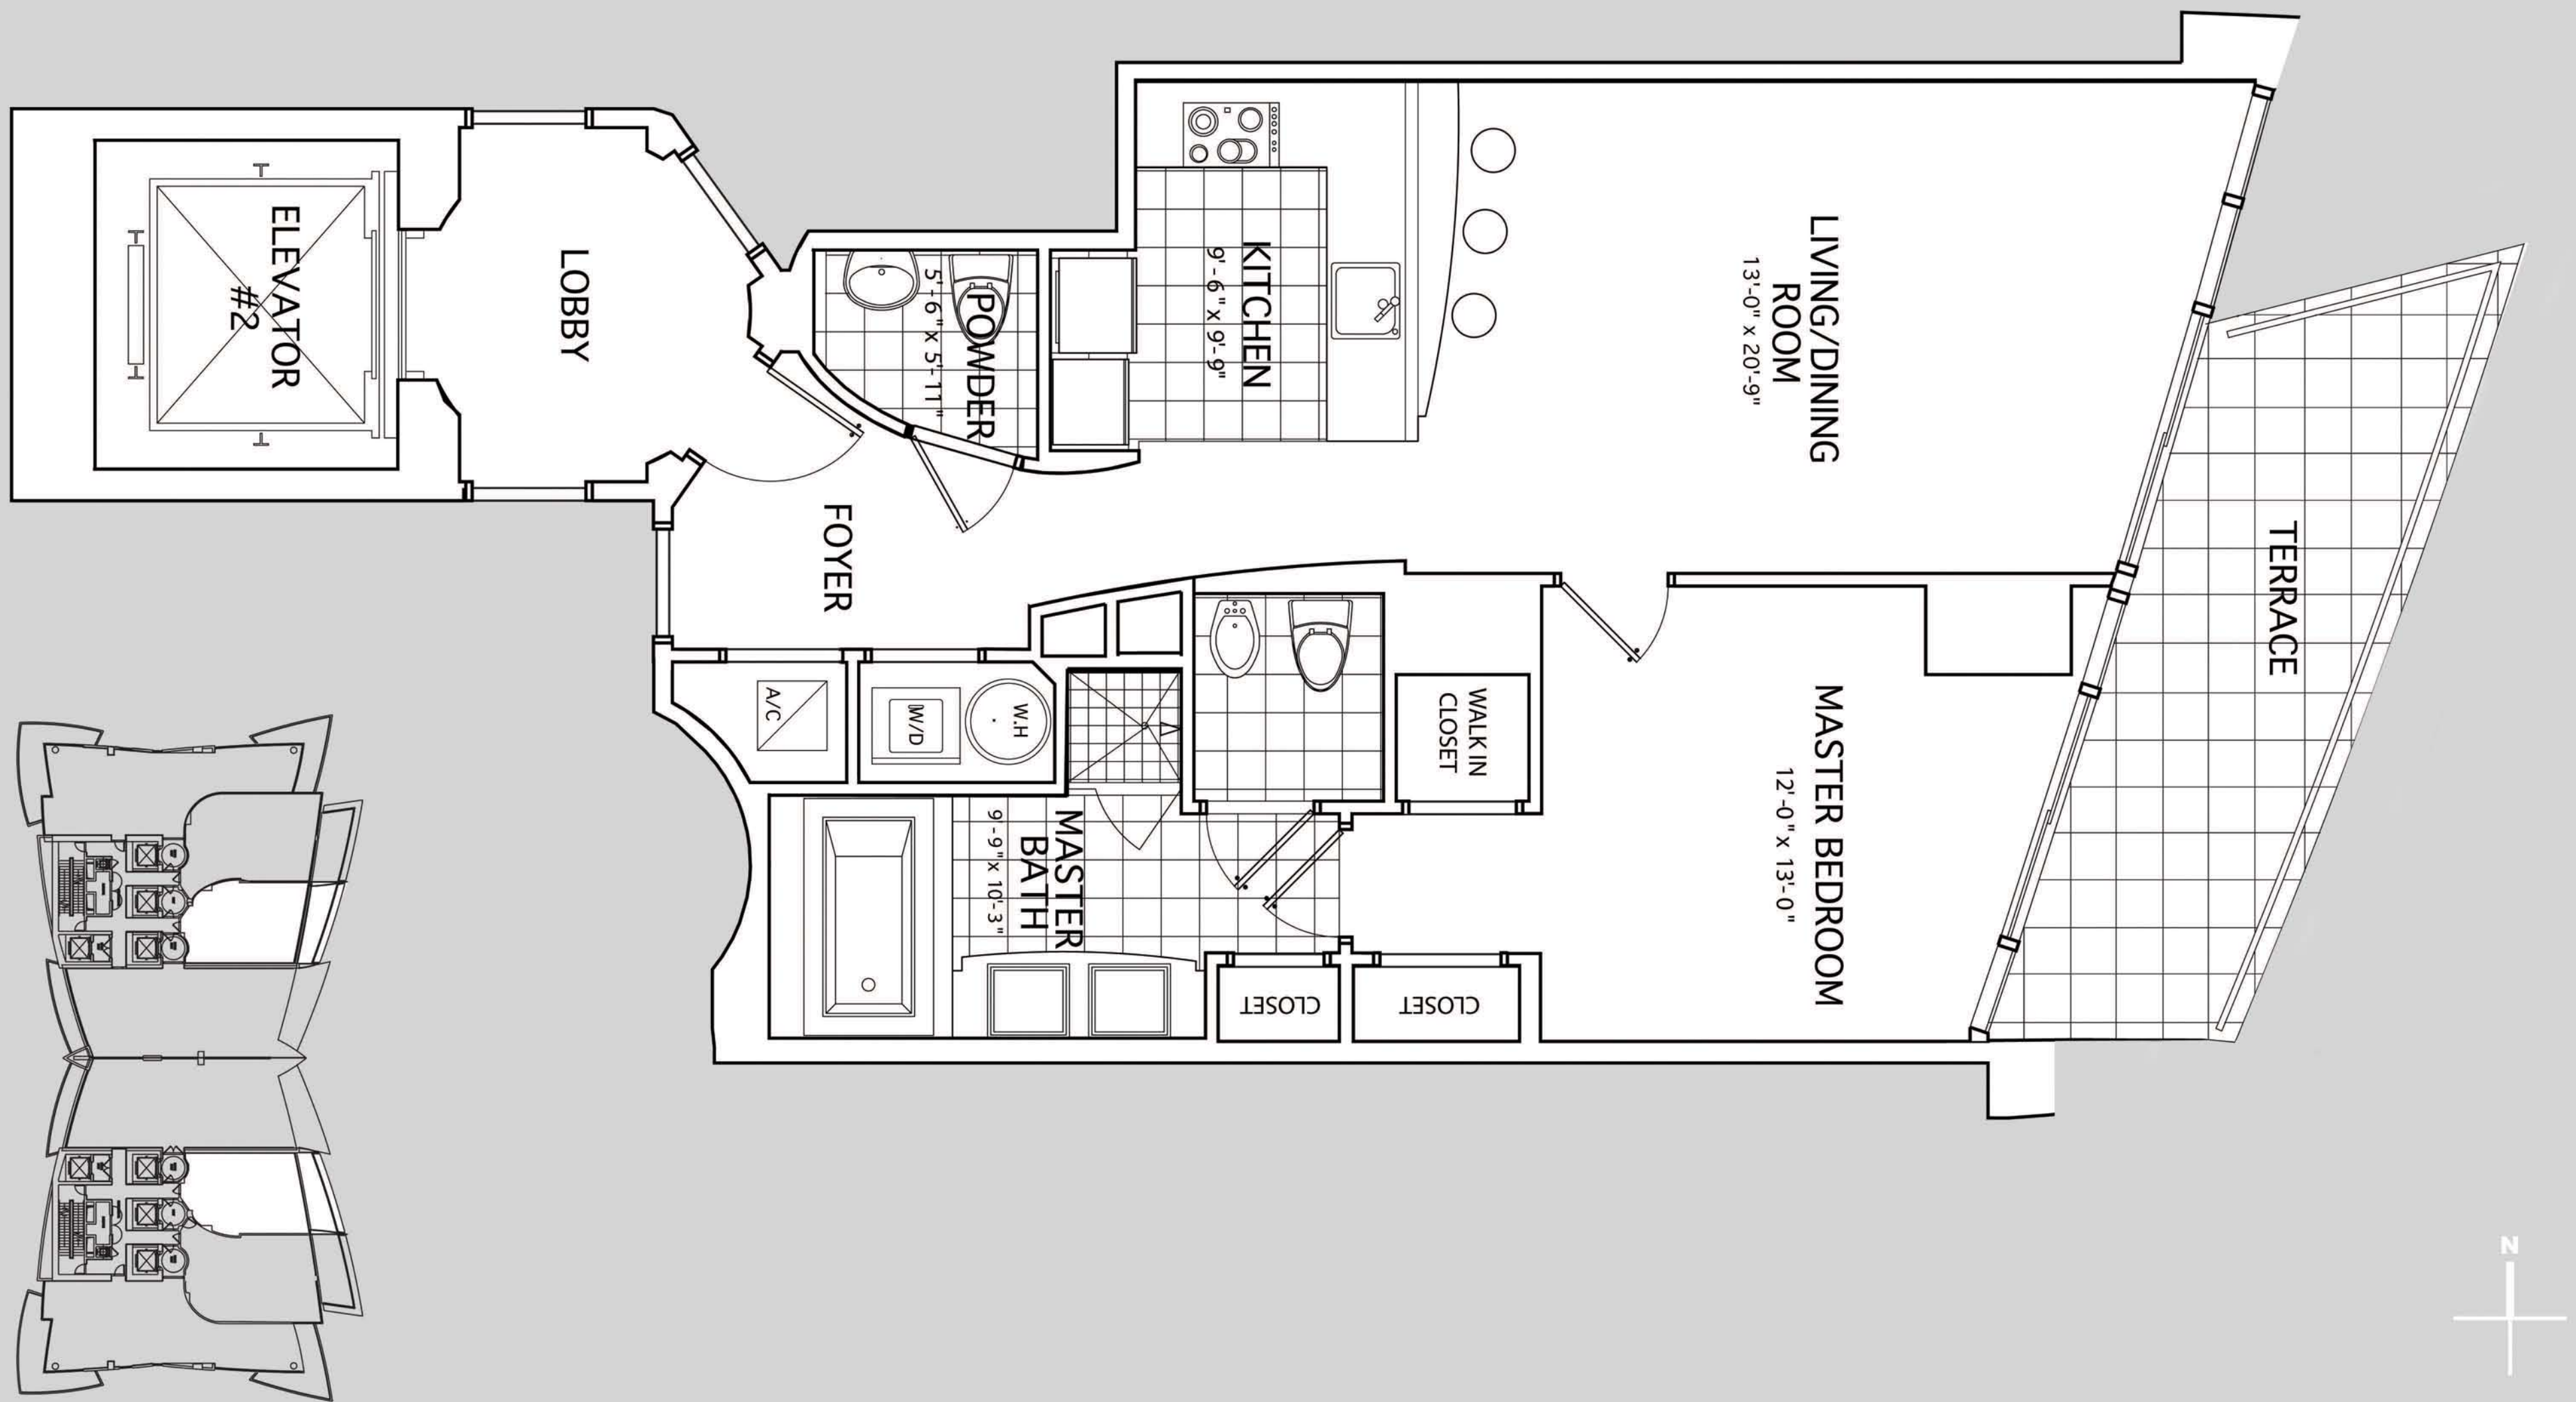 ELEVATOR
#2
LOBBY
POWDER
5'-6" x 5'-11"
KITCHEN
9'-6" x 9'-9"
LIVING/DINING
ROOM
13'-0" x 20'-9"
TERRACE
FOYER
A/C
W/D
W.H
WALK IN
CLOSET
MASTER BEDROOM
12'-0" x 13'-0"
MASTER
BATH
9'-9" x 10'-3"
CLOSET
CLOSET
N